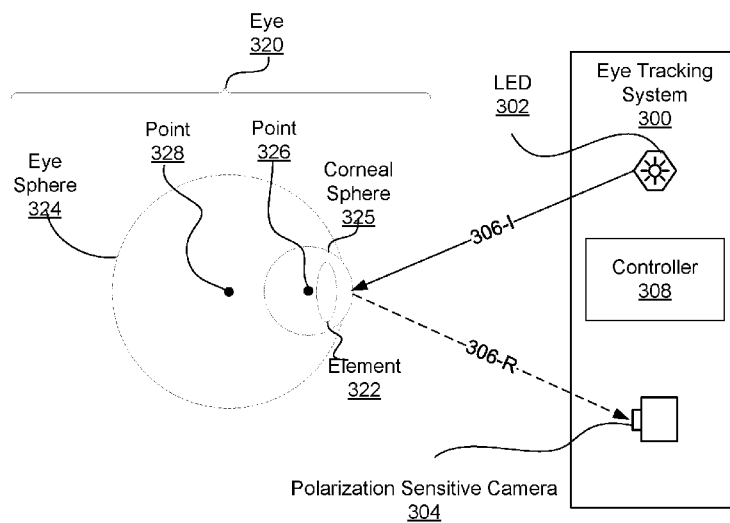 Eye
320
Eye Tracking
System
300
LED
302
Point
328
Point
326
Eye
Sphere
324
Corneal
Sphere
325
306-I
Controller
308
306-R
Element
322
Polarization Sensitive Camera
304